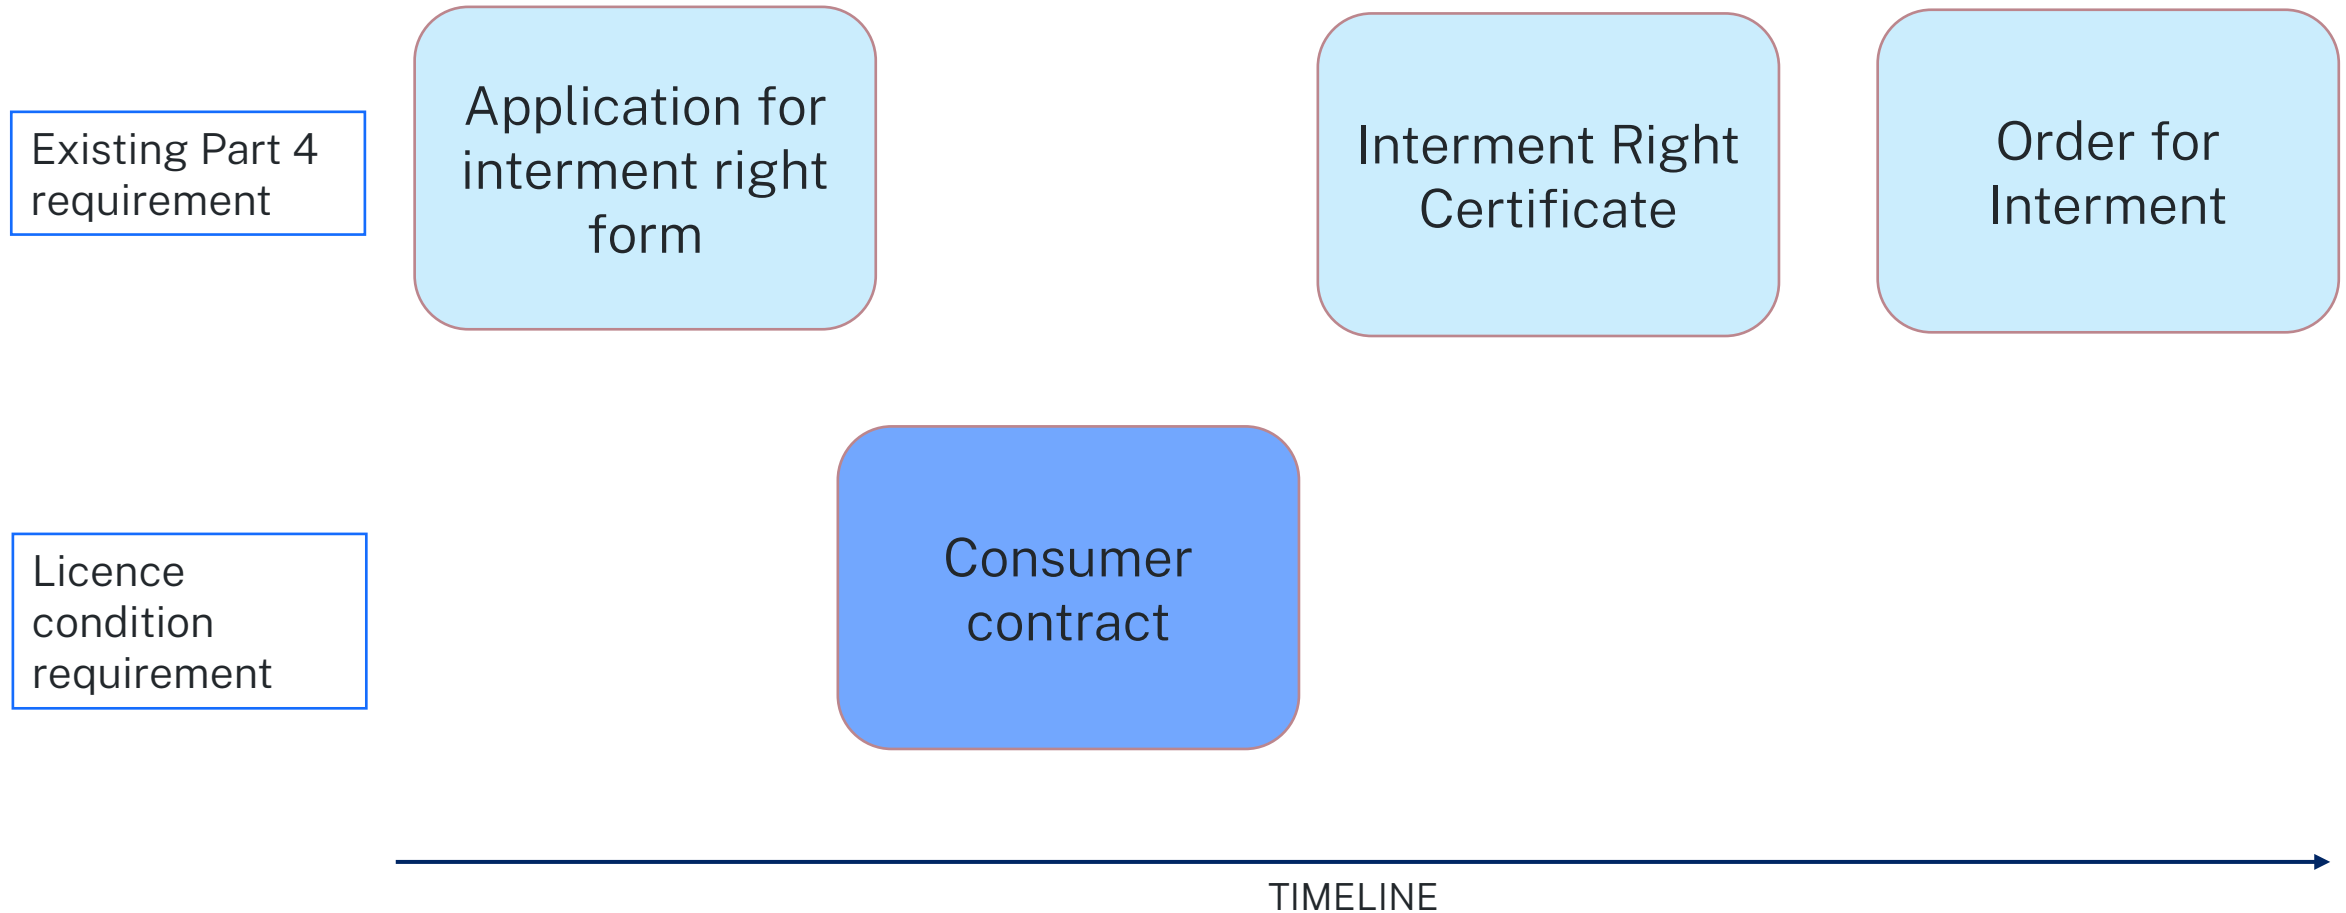 Existing Part 4
requirement
Application for
interment right
form
Interment Right
Certificate
Order for
Interment
Licence
condition
requirement
Consumer
contract
TIMELINE